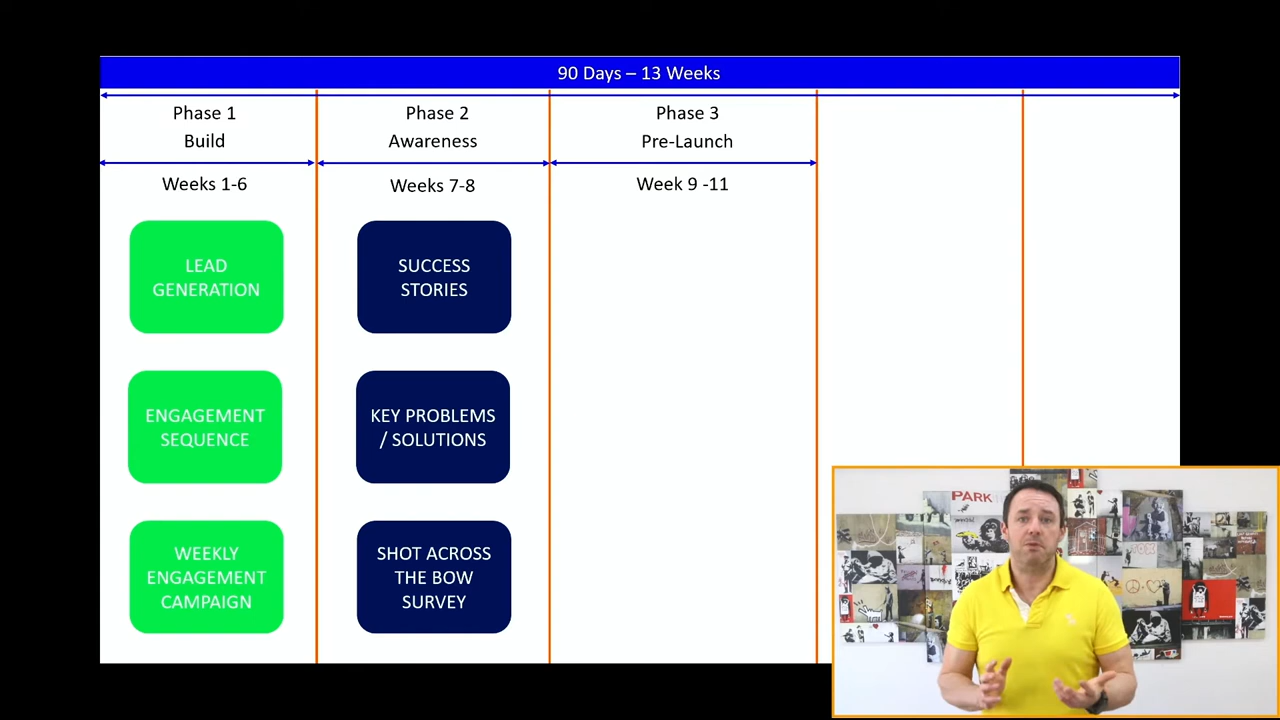 90 Days – 13 Weeks
Phase 1
Build
Phase 2
Awareness
Phase 3
Pre-Launch
Weeks 1-6
Weeks 7-8
Week 9 -11
LEAD
GENERATION
SUCCESS
STORIES
ENGAGEMENT
SEQUENCE
KEY PROBLEMS
/ SOLUTIONS
WEEKLY
ENGAGEMENT
CAMPAIGN
SHOT ACROSS
THE BOW
SURVEY
PARK